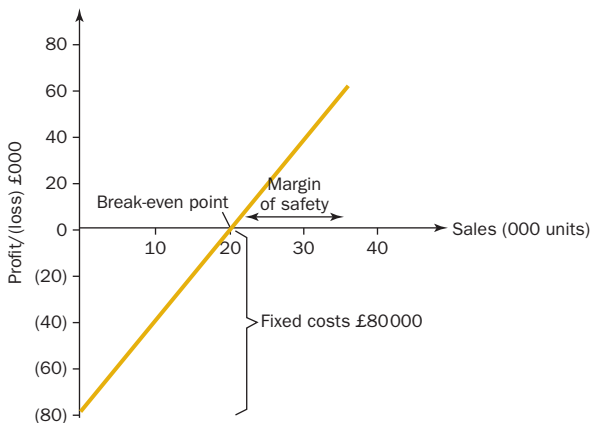 80
60
40
20
0
(20)
(40)
(60)
(80)
Profit/(loss) £000
Break-even point
Margin
of safety
10
20
30
40
Sales (000 units)
Fixed costs £80000